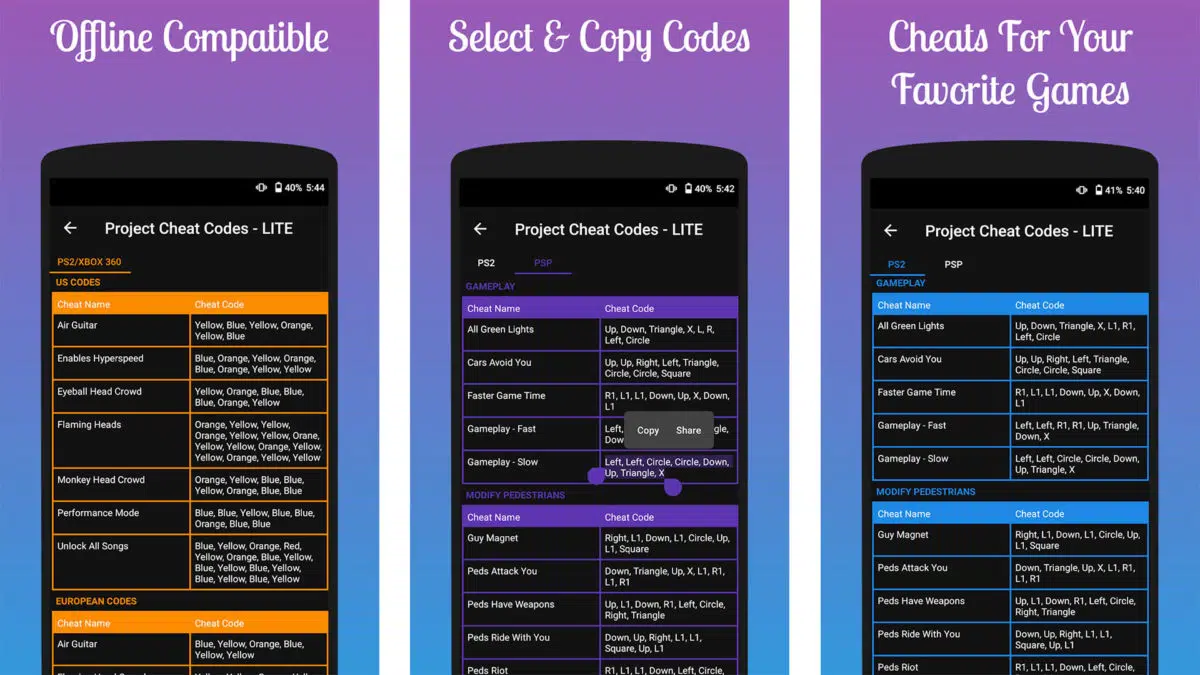 Offline Compatible
40% 5:44
Project Cheat Codes - LITE
PS2/XBOX 360
US CODES
Cheat Name Cheat Code
Air Guitar Yellow, Blue, Yellow, Orange,
Yellow, Blue
Enables Hyperspeed Blue, Orange, Yellow, Orange,
Blue, Orange, Yellow, Yellow
Eyeball Head Crowd Yellow, Orange, Blue, Blue,
Blue, Orange, Yellow
Flaming Heads Orange, Yellow, Yellow,
Orange, Yellow, Yellow, Orane,
Yellow, Yellow, Orange, Yellow,
Yellow, Orange, Yellow, Yellow
Monkey Head Crowd Orange, Blue, Yellow, Yellow,
Yellow, Orange, Blue, Blue
Performance Mode Blue, Blue, Yellow, Blue, Blue,
Orange, Blue, Blue
Unlock All Songs Blue, Yellow, Orange, Red,
Yellow, Orange, Blue, Yellow,
Blue, Yellow, Blue, Yellow,
Blue, Yellow, Blue, Yellow
EUROPEAN CODES
Cheat Name Cheat Code
Air Guitar Blue, Yellow, Orange, Blue,
Yellow, Yellow
Select & Copy Codes
40% 5:42
Project Cheat Codes - LITE
PS2 PSP
GAMEPLAY
Cheat Name Cheat Code
All Green Lights Up, Down, Triangle, X, L, R,
Left, Circle
Cars Avoid You Up, Up, Right, Left, Triangle,
Circle, Circle, Square
Faster Game Time R1, L1, L1, Down, Up, X, Down,
L1
Copy Share
Gameplay - Fast Left,
Gameplay - Slow Left, Left, Circle, Circle, Down,
Up, Triangle, X
MODIFY PEDESTRIANS
Cheat Name Cheat Code
Guy Magnet Right, L1, Down, L1, Circle, Up,
L1, Square
Peds Attack You Down, Triangle, Up, X, L1, R1,
L1, R1
Peds Have Weapons Up, L1, Down, R1, Left, Circle,
Right, Triangle
Peds Ride With You Down, Up, Right, L1, L1,
Square, Up, L1
Peds Riot R1, L1, L1, Down, Left, Circle,
Cheats For Your
Favorite Games
41% 5:40
Project Cheat Codes - LITE
PS2 PSP
GAMEPLAY
Cheat Name Cheat Code
All Green Lights Up, Down, Triangle, X, L1, R1,
Left, Circle
Cars Avoid You Up, Up, Right, Left, Triangle,
Circle, Circle, Square
Faster Game Time R1, L1, L1, Down, Up, X, Down,
L1
Gameplay - Fast Left, Left, R1, R1, Up, Triangle,
Down, X
Gameplay - Slow Left, Left, Circle, Circle, Down,
Up, Triangle, X
MODIFY PEDESTRIANS
Cheat Name Cheat Code
Guy Magnet Right, L1, Down, L1, Circle, Up,
L1, Square
Peds Attack You Down, Triangle, Up, X, L1, R1,
L1, R1
Peds Have Weapons Up, L1, Down, R1, Left, Circle,
Right, Triangle
Peds Ride With You Down, Up, Right, L1, L1,
Square, Up, L1
Peds Riot R1, L1, L1, Down, Left, Circle,